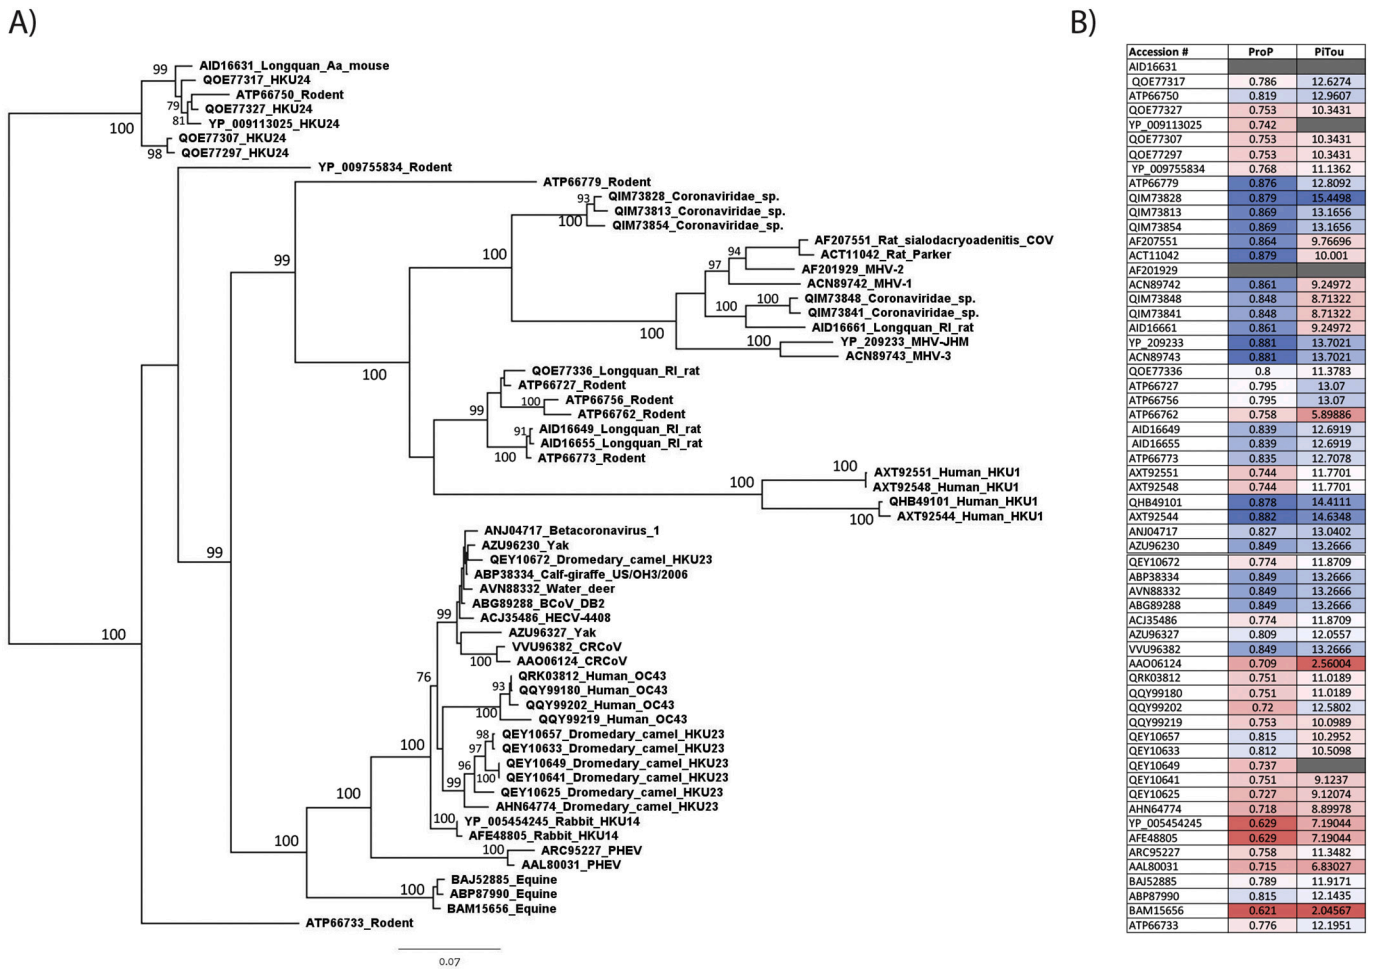 A)
B)
99
AID16631_Longquan_Aa_mouse
QOE77317_HKU24
ATP66750_Rodent
79
QOE77327_HKU24
81
YP_009113025_HKU24
100
QOE77307_HKU24
98
QOE77297_HKU24
YP_009755834_Rodent
ATP66779_Rodent
93
QIM73828_Coronaviridae_sp.
QIM73813_Coronaviridae_sp.
100
QIM73854_Coronaviridae_sp.
AF207551_Rat_sialodacryoadenitis_COV
94
100
ACT11042_Rat_Parker
99
97
AF201929_MHV-2
ACN89742_MHV-1
100
QIM73848_Coronaviridae_sp.
100
QIM73841_Coronaviridae_sp.
AID16661_Longquan_RI_rat
100
100
YP_209233_MHV-JHM
ACN89743_MHV-3
100
QOE77336_Longquan_RI_rat
ATP66727_Rodent
100
ATP66756_Rodent
99
ATP66762_Rodent
91
AID16649_Longquan_RI_rat
AID16655_Longquan_RI_rat
100
ATP66773_Rodent
100
AXT92551_Human_HKU1
100
AXT92548_Human_HKU1
QHB49101_Human_HKU1
100
AXT92544_Human_HKU1
ANJ04717_Betacoronavirus_1
AZU96230_Yak
99
QEY10672_Dromedary_camel_HKU23
ABP38334_Calf-giraffe_US/OH3/2006
AVN88332_Water_deer
ABG89288_BCoV_DB2
99
ACJ35486_HECV-4408
AZU96327_Yak
100
VVU96382_CRCoV
100
AAO06124_CRCoV
76
QRK03812_Human_OC43
93
QQY99180_Human_OC43
QQY99202_Human_OC43
100
QQY99219_Human_OC43
98
QEY10657_Dromedary_camel_HKU23
100
97
QEY10633_Dromedary_camel_HKU23
96
QEY10649_Dromedary_camel_HKU23
100
QEY10641_Dromedary_camel_HKU23
99
QEY10625_Dromedary_camel_HKU23
100
AHN64774_Dromedary_camel_HKU23
100
YP_005454245_Rabbit_HKU14
AFE48805_Rabbit_HKU14
100
100
ARC95227_PHEV
AAL80031_PHEV
BAJ52885_Equine
100
ABP87990_Equine
BAM15656_Equine
ATP66733_Rodent
0.07
Accession # ProP PiTou
AID16631
QOE77317 0.786 12.6274
ATP66750 0.819 12.9607
QOE77327 0.753 10.3431
YP_009113025 0.742
QOE77307 0.753 10.3431
QOE77297 0.753 10.3431
YP_009755834 0.768 11.1362
ATP66779 0.876 12.8092
QIM73828 0.879 15.4498
QIM73813 0.869 13.1656
QIM73854 0.869 13.1656
AF207551 0.864 9.76696
ACT11042 0.879 10.001
AF201929
ACN89742 0.861 9.24972
QIM73848 0.848 8.71322
QIM73841 0.848 8.71322
AID16661 0.861 9.24972
YP_209233 0.881 13.7021
ACN89743 0.881 13.7021
QOE77336 0.8 11.3783
ATP66727 0.795 13.07
ATP66756 0.795 13.07
ATP66762 0.758 5.89886
AID16649 0.839 12.6919
AID16655 0.839 12.6919
ATP66773 0.835 12.7078
AXT92551 0.744 11.7701
AXT92548 0.744 11.7701
QHB49101 0.878 14.4111
AXT92544 0.882 14.6348
ANJ04717 0.827 13.0402
AZU96230 0.849 13.2666
QEY10672 0.774 11.8709
ABP38334 0.849 13.2666
AVN88332 0.849 13.2666
ABG89288 0.849 13.2666
ACJ35486 0.774 11.8709
AZU96327 0.809 12.0557
VVU96382 0.849 13.2666
AAO06124 0.709 2.56004
QRK03812 0.751 11.0189
QQY99180 0.751 11.0189
QQY99202 0.72 12.5802
QQY99219 0.753 10.0989
QEY10657 0.815 10.2952
QEY10633 0.812 10.5098
QEY10649 0.737
QEY10641 0.751 9.1237
QEY10625 0.727 9.12074
AHN64774 0.718 8.89978
YP_005454245 0.629 7.19044
AFE48805 0.629 7.19044
ARC95227 0.758 11.3482
AAL80031 0.715 6.83027
BAJ52885 0.789 11.9171
ABP87990 0.815 12.1435
BAM15656 0.621 2.04567
ATP66733 0.776 12.1951